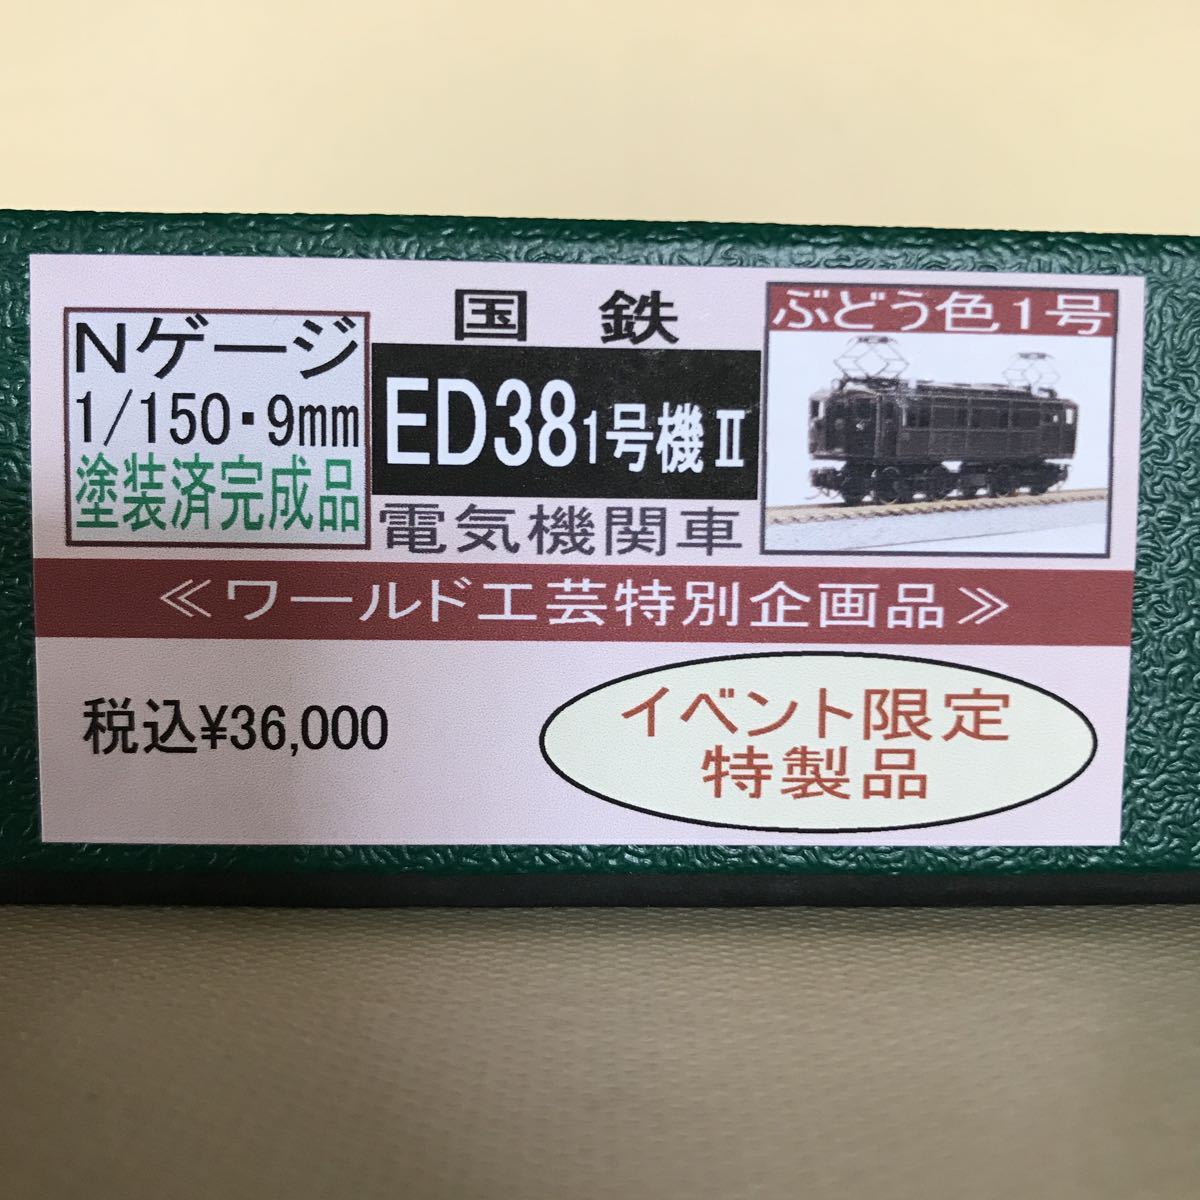 Nゲージ
1/150・9mm
塗装済完成品
国鉄
ED38 1号機Ⅱ
電気機関車
ぶどう色1号
≪ワールド工芸特別企画品≫
税込¥36,000
イベント限定
特製品